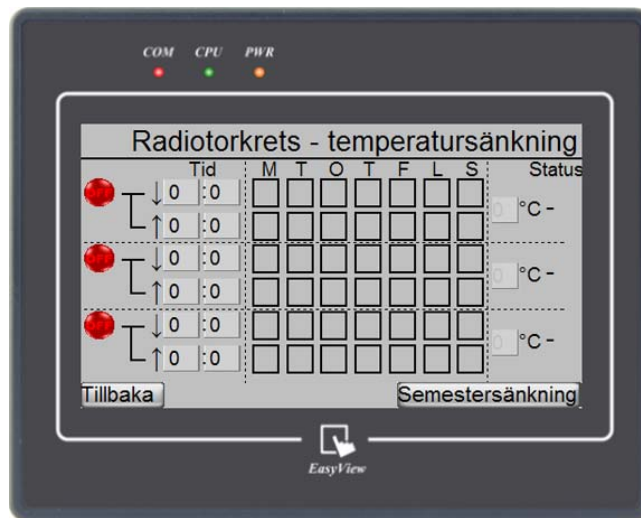 COM CPU PWR
Radiotorkrets - temperatursänkning
Tid M T O T F L S Status
↓ 0 :0
0 °C -
↑ 0 :0
↓ 0 :0
0 °C -
↑ 0 :0
↓ 0 :0
0 °C -
↑ 0 :0
Tillbaka Semestersänkning
EasyView